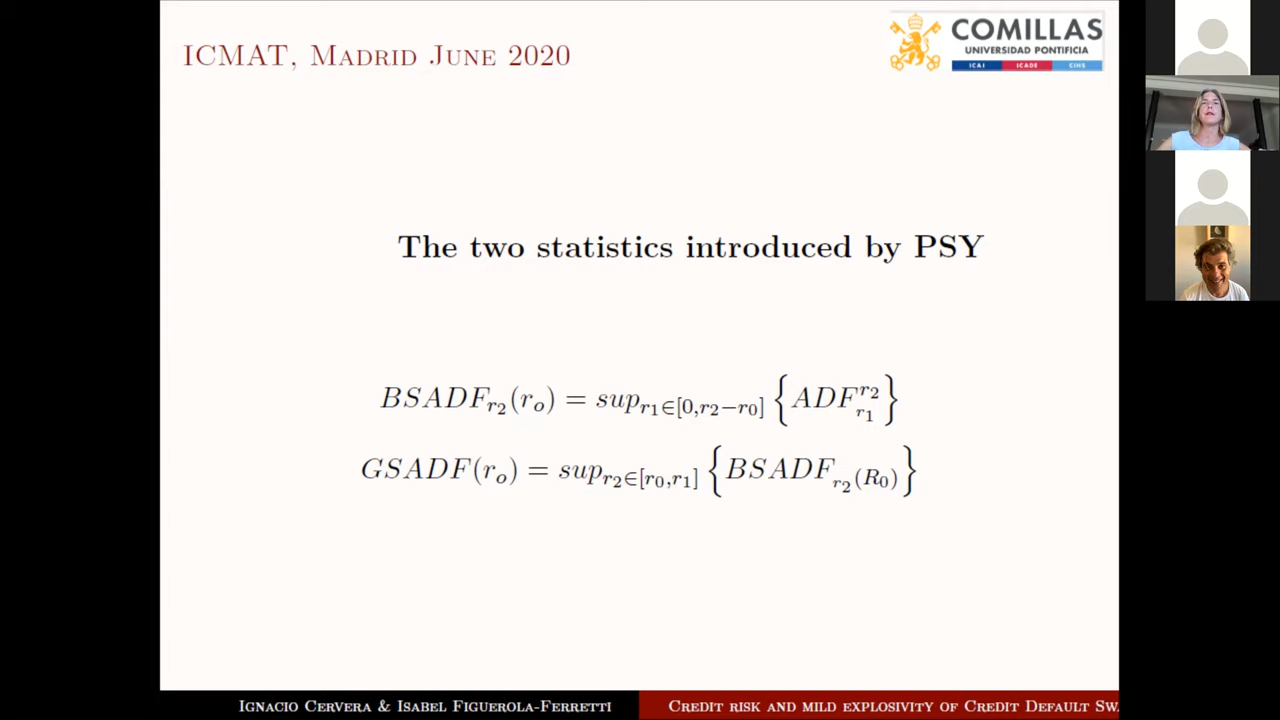 ICMAT, Madrid June 2020
COMILLAS
UNIVERSIDAD PONTIFICIA
ICAI ICADE CIHS
The two statistics introduced by PSY
BSADF_{r_2}(r_o) = sup_{r_1∈[0,r_2−r_0]} {ADF_{r_1}^{r_2}}
GSADF(r_o) = sup_{r_2∈[r_0,r_1]} {BSADF_{r_2(R_0)}}
Ignacio Cervera & Isabel Figuerola-Ferretti
Credit risk and mild explosivity of Credit Default Sw